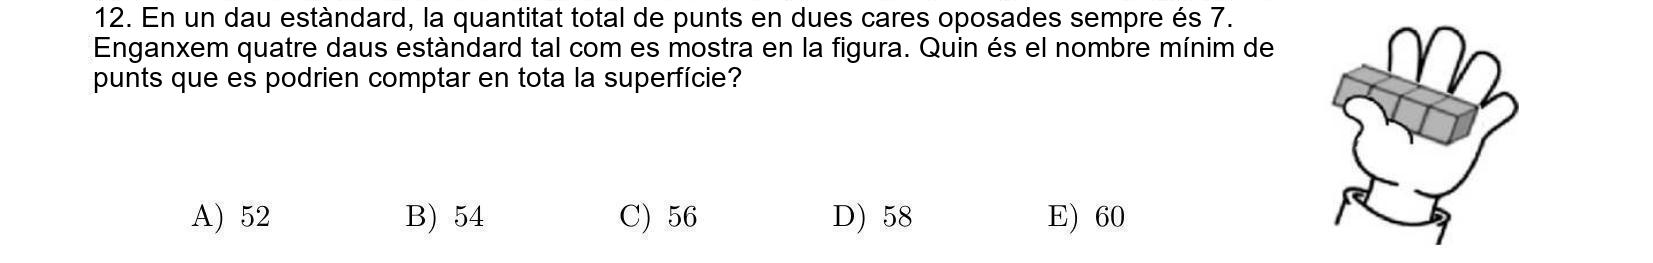 12. En un dau estàndard, la quantitat total de punts en dues cares oposades sempre és 7.
Enganxem quatre daus estàndard tal com es mostra en la figura. Quin és el nombre mínim de
punts que es podrien comptar en tota la superfície?
A) 52 B) 54 C) 56 D) 58 E) 60